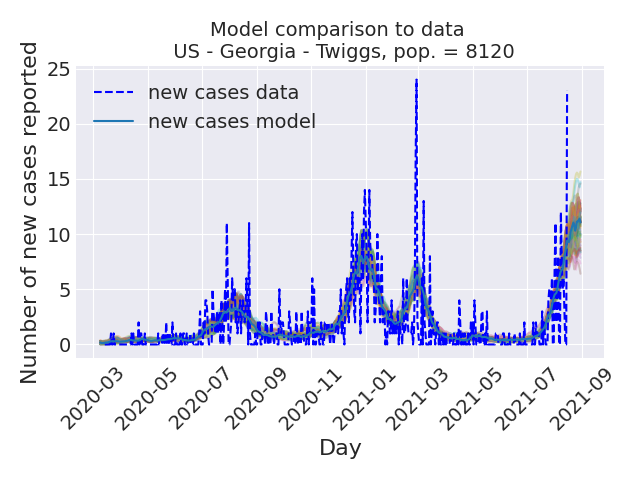 Model comparison to data
US - Georgia - Twiggs, pop. = 8120
Number of new cases reported
25
20
15
10
5
0
new cases data
new cases model
2020-03
2020-05
2020-07
2020-09
2020-11
2021-01
2021-03
2021-05
2021-07
2021-09
Day